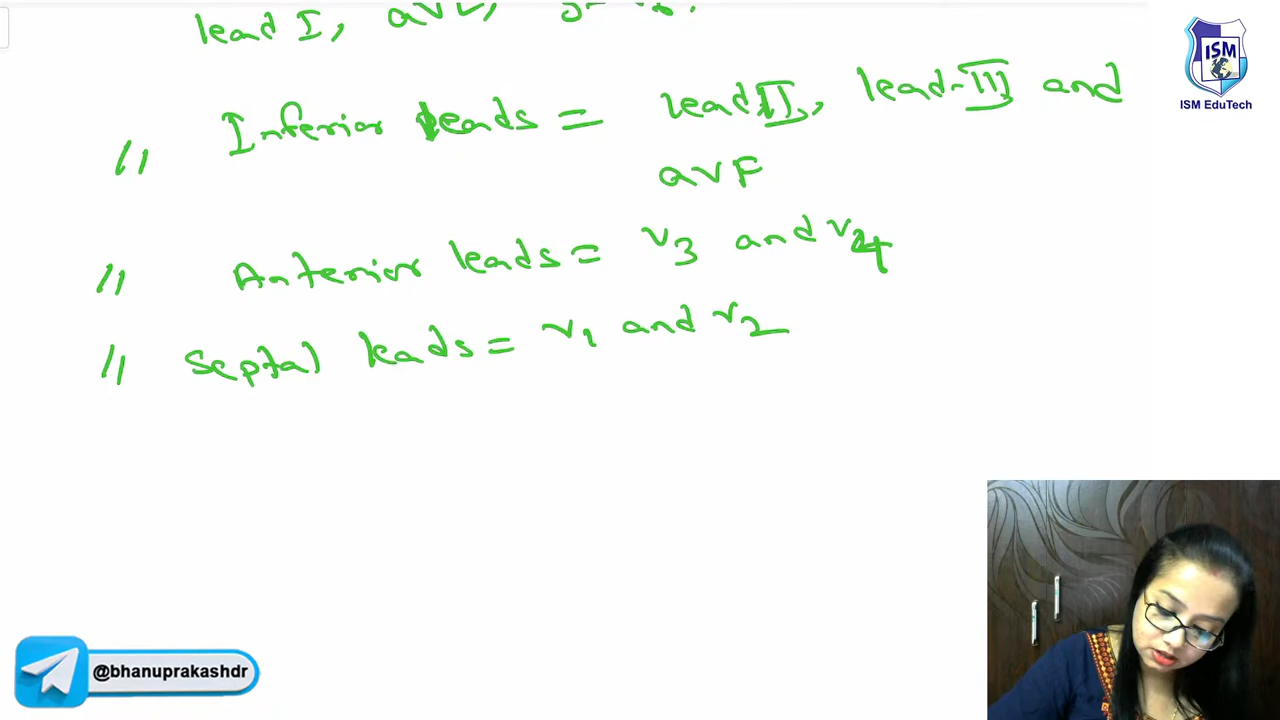 lead I, aVL,
ISM
ISM EduTech
// Inferior leads = lead II, lead-III and
aVF
// Anterior leads = V3 and V4
// Septal leads = V1 and V2
@bhanuprakashdr